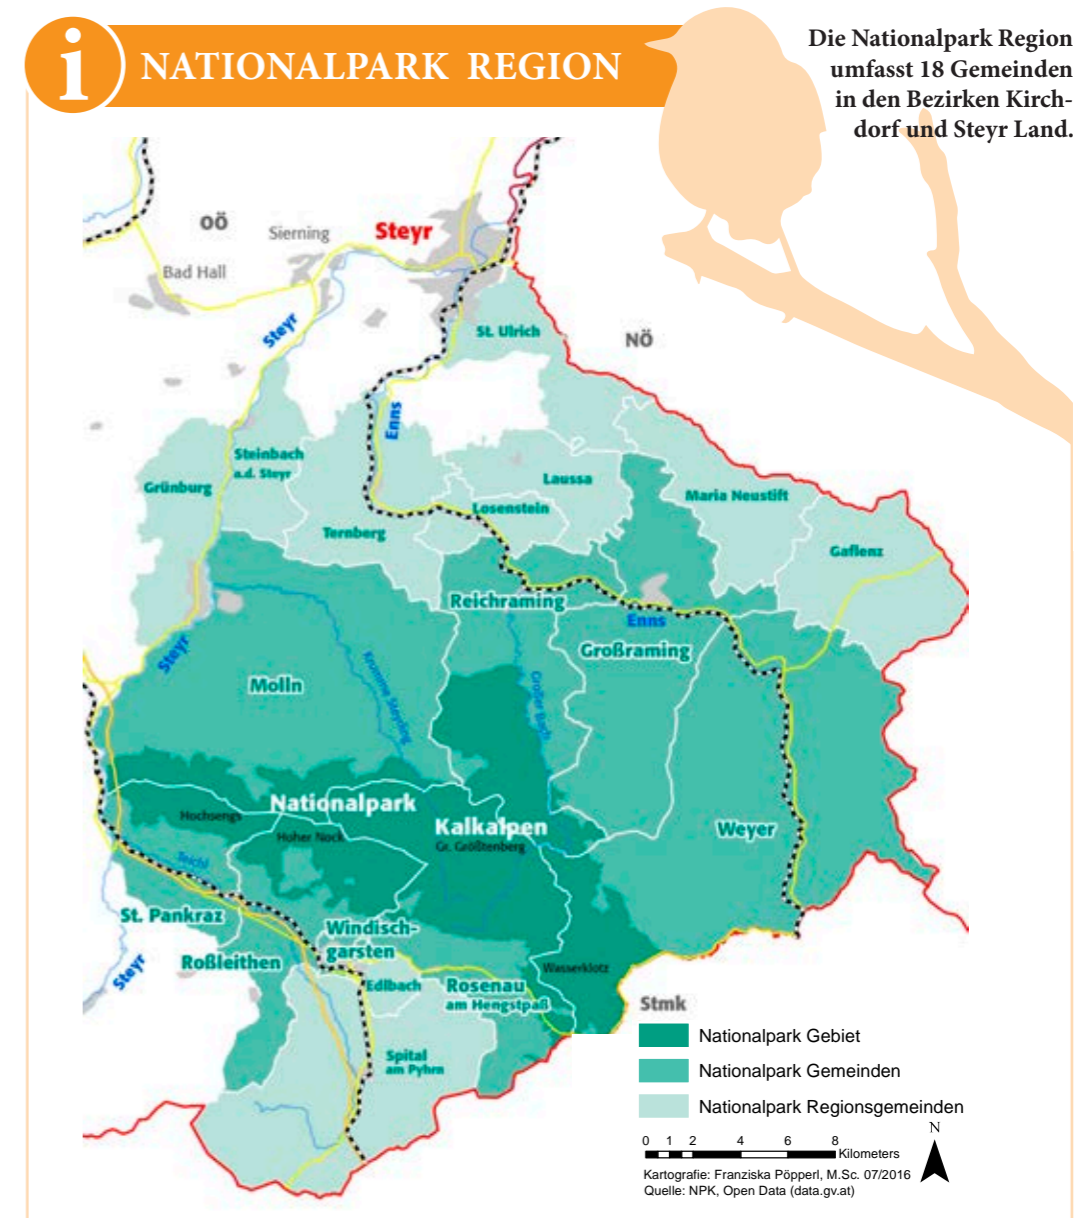 i
NATIONALPARK REGION
Die Nationalpark Region
umfasst 18 Gemeinden
in den Bezirken Kirch-
dorf und Steyr Land.
OÖ
Sierning
Steyr
Bad Hall
Steyr
St. Ulrich
NÖ
Enns
Steinbach
a.d. Steyr
Grünburg
Laussa
Maria Neustift
Losenstein
Ternberg
Gaflenz
Reichraming
Enns
Großraming
Steyr
Molln
Krumme Steyrling
Großer Bach
Nationalpark
Kalkalpen
Hochsengs
Hoher Nock
Gr. Größtenberg
Weyer
Teichl
St. Pankraz
Windisch-
garsten
Roßleithen
Steyr
Wasserklotz
Edlbach
Rosenau
am Hengstpaß
Spital
am Pyhrn
Stmk
Nationalpark Gebiet
Nationalpark Gemeinden
Nationalpark Regionsgemeinden
N
0 1 2 4 6 8
Kilometers
Kartografie: Franziska Pöpperl, M.Sc. 07/2016
Quelle: NPK, Open Data (data.gv.at)